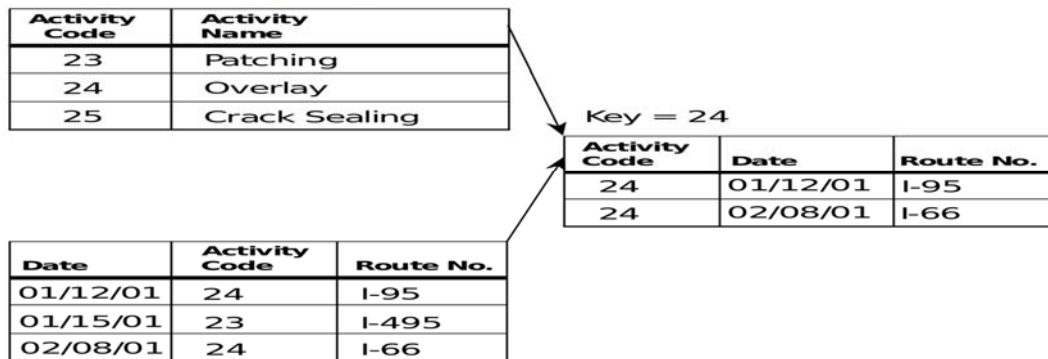 Activity Code Activity Name
23 Patching
24 Overlay
25 Crack Sealing
Key = 24
Activity Code Date Route No.
24 01/12/01 I-95
24 02/08/01 I-66
Date Activity Code Route No.
01/12/01 24 I-95
01/15/01 23 I-495
02/08/01 24 I-66